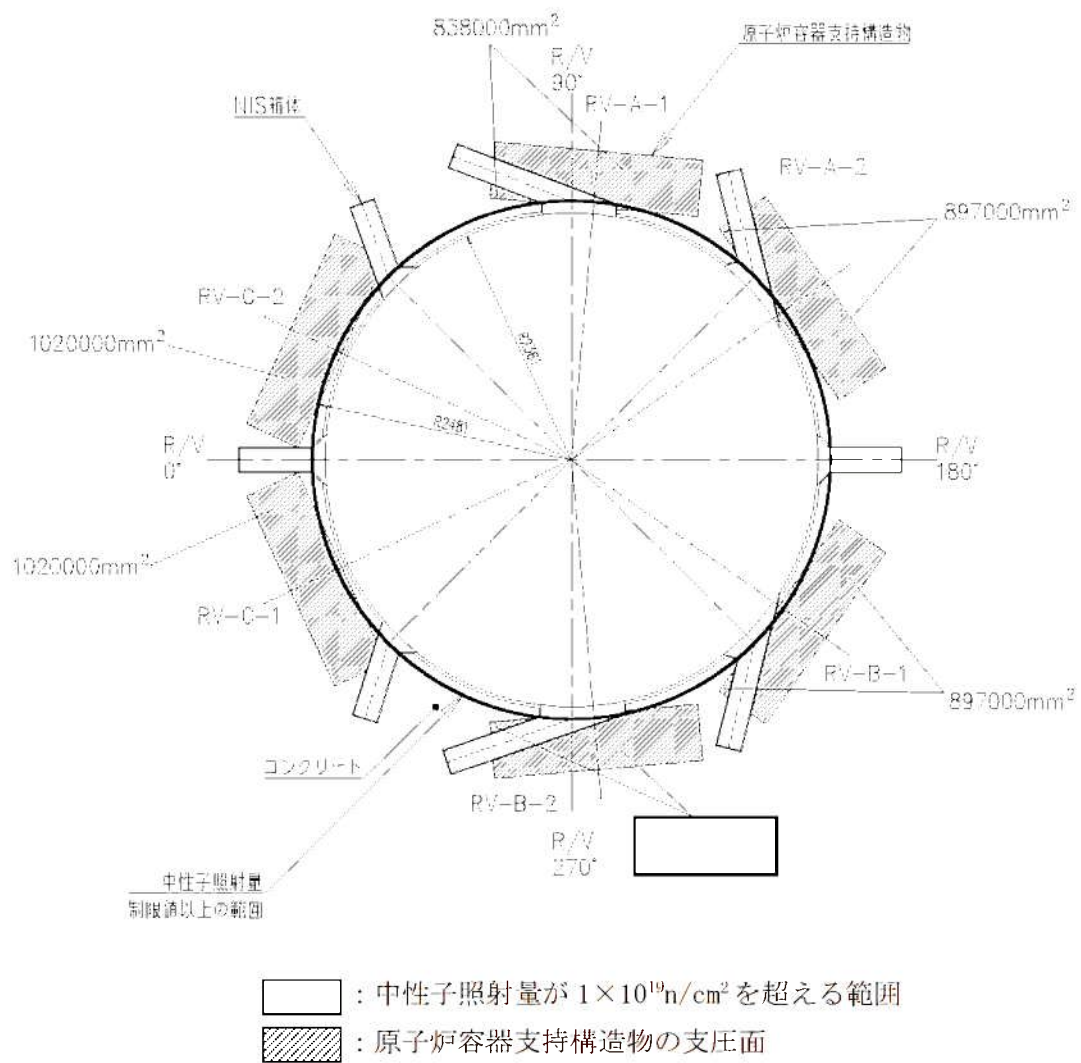 838000mm²
原子炉容器支持構造物
R/V
90°
RV-A-1
NIS箱体
RV-A-2
897000mm²
RV-C-2
1020000mm²
R2481
R/V
0°
R/V
180°
1020000mm²
RV-C-1
RV-B-1
897000mm²
コンクリート
RV-B-2
R/V
270°
中性子照射量
制限値以上の範囲
：中性子照射量が 1×10¹⁹n/cm² を超える範囲
：原子炉容器支持構造物の支圧面